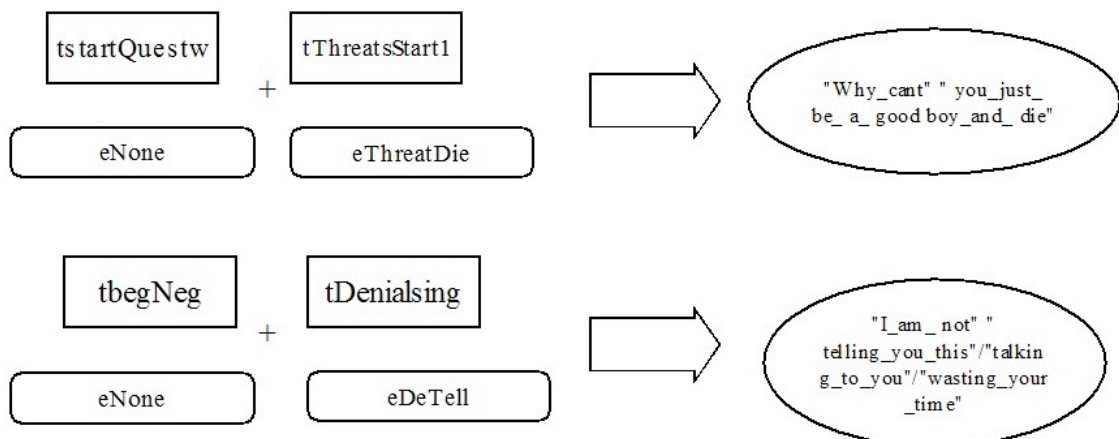 tstartQuestw
tThreatsStart1
+
eNone
eThreatDie
"Why_cant" " you_just_
be_ a_ good boy_and_ die"
tbegNeg
tDenialsing
+
eNone
eDeTell
"I_am_ not" "
telling_you_this"/"talkin
g_to_you"/"wasting_your
_time"